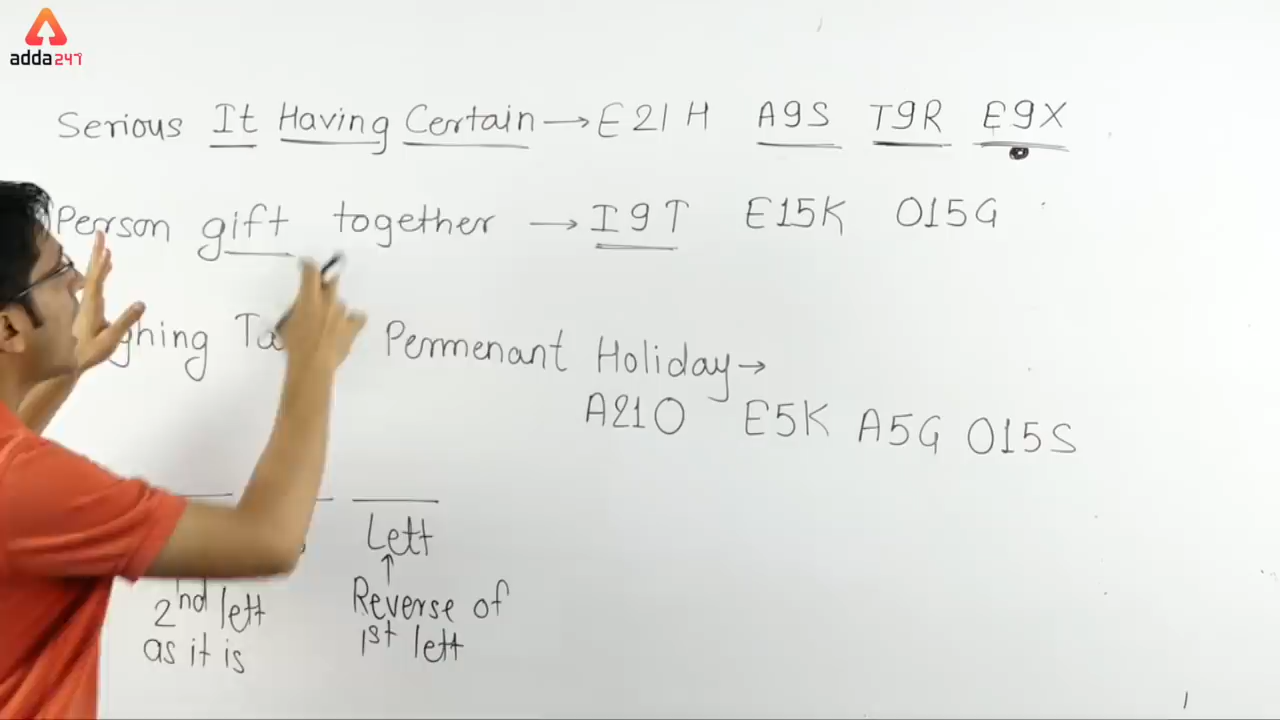 adda247
Serious It Having Certain → E21H A9S T9R E9X
Person gift together → I9T E15K O15G
Permenant Holiday →
A21O E5K A5G O15S
Lett
2nd lett
as it is
Reverse of
1st lett